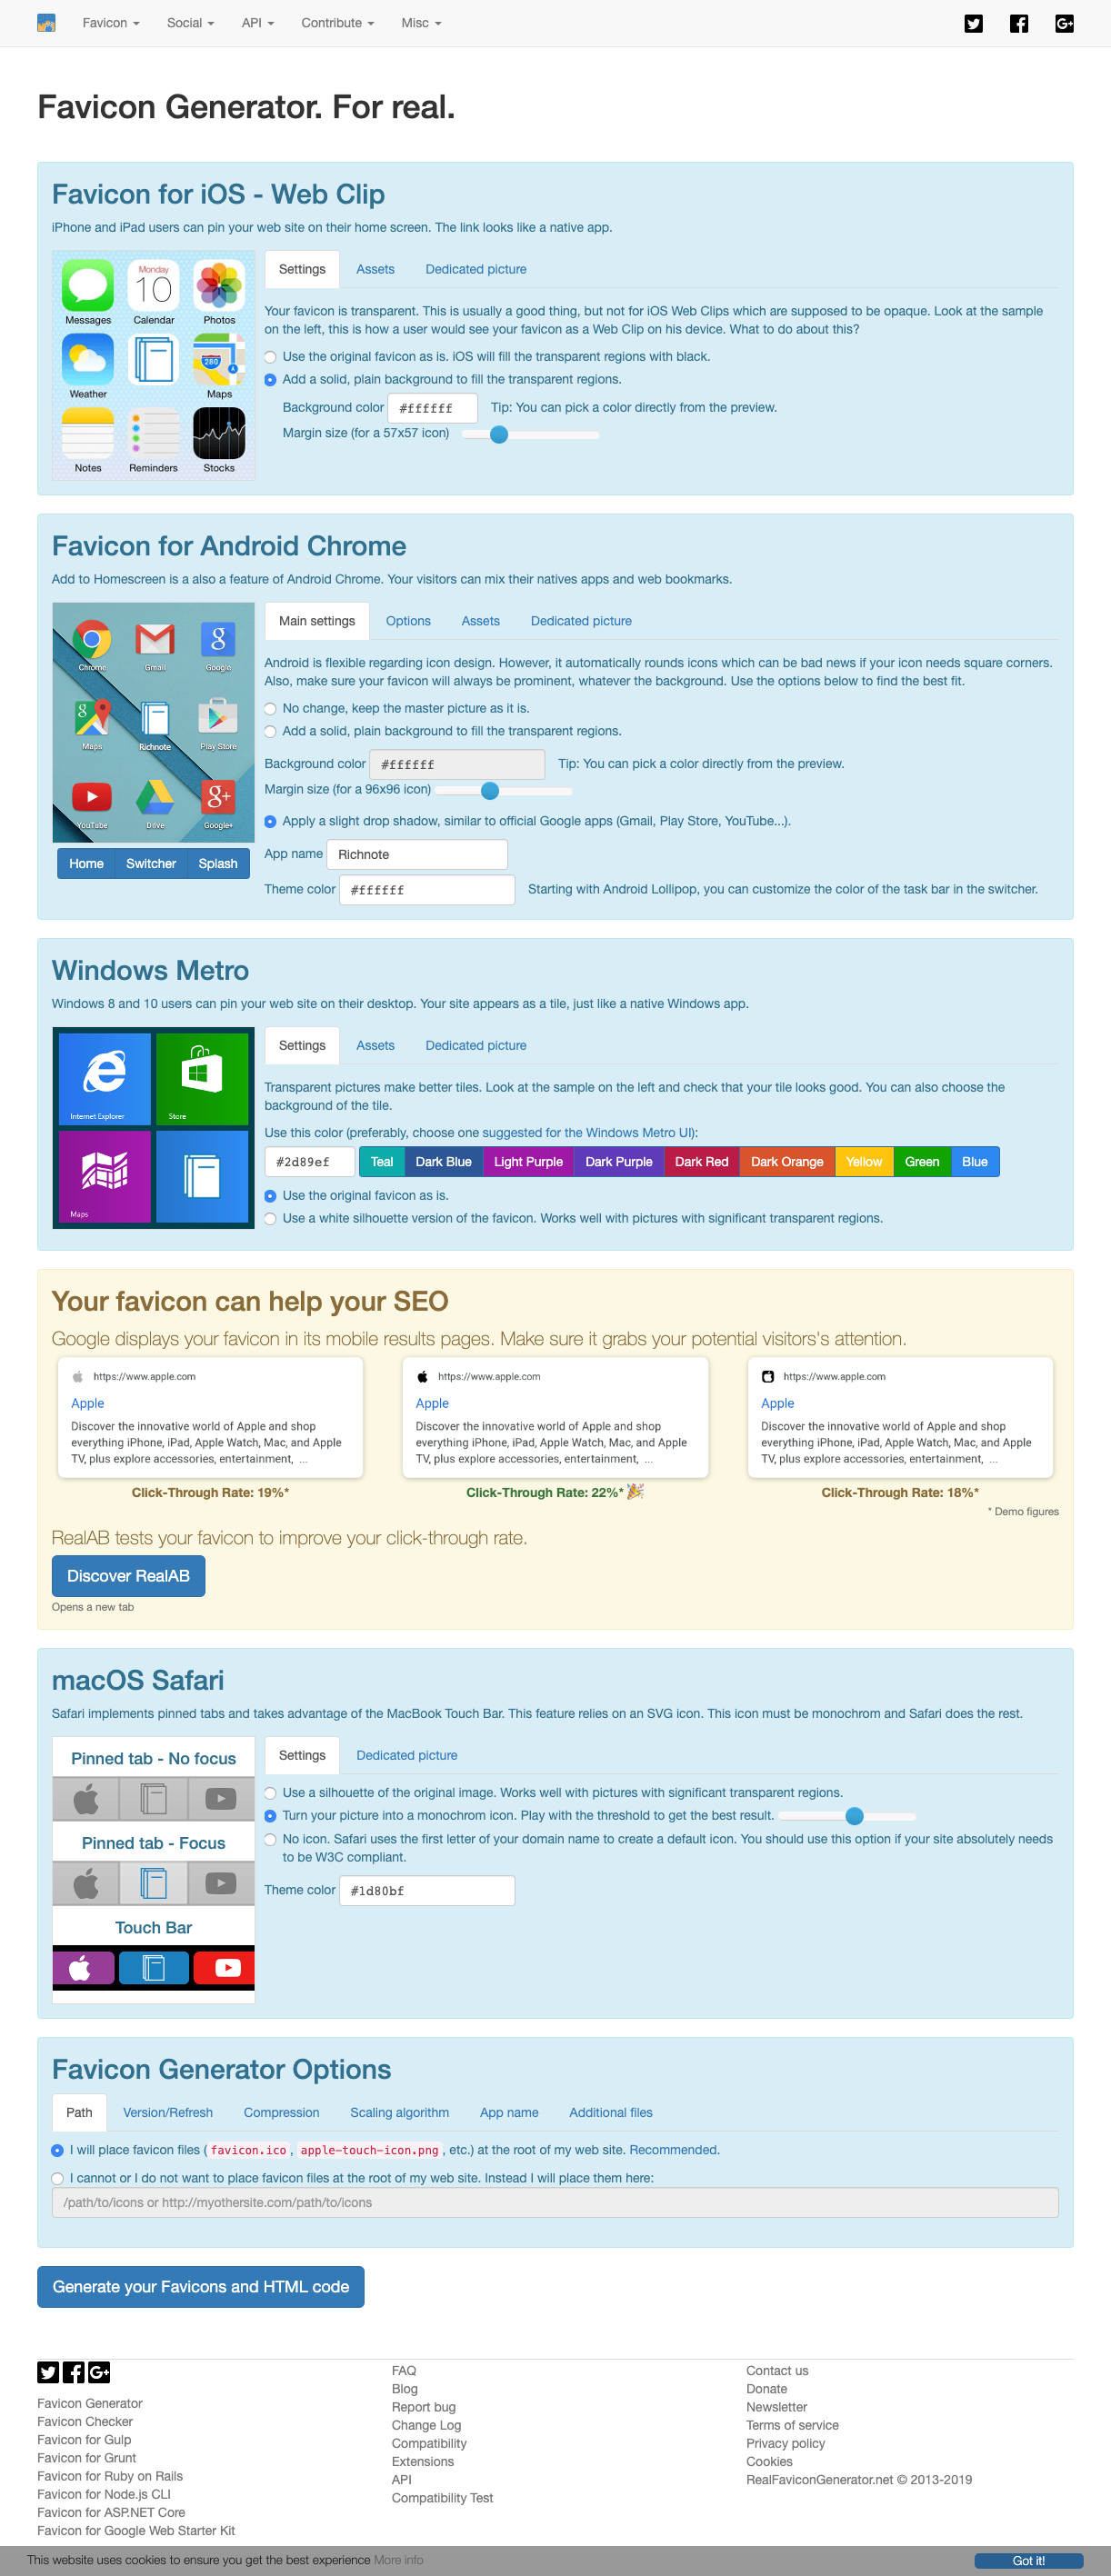 Favicon Social API Contribute Misc
Favicon Generator. For real.
Favicon for iOS - Web Clip
iPhone and iPad users can pin your web site on their home screen. The link looks like a native app.
Monday
10
Messages Calendar Photos
280
Weather Maps
Notes Reminders Stocks
Settings Assets Dedicated picture
Your favicon is transparent. This is usually a good thing, but not for iOS Web Clips which are supposed to be opaque. Look at the sample
on the left, this is how a user would see your favicon as a Web Clip on his device. What to do about this?
Use the original favicon as is. iOS will fill the transparent regions with black.
Add a solid, plain background to fill the transparent regions.
Background color #ffffff Tip: You can pick a color directly from the preview.
Margin size (for a 57x57 icon)
Favicon for Android Chrome
Add to Homescreen is a also a feature of Android Chrome. Your visitors can mix their natives apps and web bookmarks.
Chrome Gmail Google
Maps Richnote Play Store
YouTube Drive Google+
Home Switcher Splash
Main settings Options Assets Dedicated picture
Android is flexible regarding icon design. However, it automatically rounds icons which can be bad news if your icon needs square corners.
Also, make sure your favicon will always be prominent, whatever the background. Use the options below to find the best fit.
No change, keep the master picture as it is.
Add a solid, plain background to fill the transparent regions.
Background color #ffffff Tip: You can pick a color directly from the preview.
Margin size (for a 96x96 icon)
Apply a slight drop shadow, similar to official Google apps (Gmail, Play Store, YouTube...).
App name Richnote
Theme color #ffffff Starting with Android Lollipop, you can customize the color of the task bar in the switcher.
Windows Metro
Windows 8 and 10 users can pin your web site on their desktop. Your site appears as a tile, just like a native Windows app.
Internet Explorer Store
Maps
Settings Assets Dedicated picture
Transparent pictures make better tiles. Look at the sample on the left and check that your tile looks good. You can also choose the
background of the tile.
Use this color (preferably, choose one suggested for the Windows Metro UI):
#2d89ef Teal Dark Blue Light Purple Dark Purple Dark Red Dark Orange Yellow Green Blue
Use the original favicon as is.
Use a white silhouette version of the favicon. Works well with pictures with significant transparent regions.
Your favicon can help your SEO
Google displays your favicon in its mobile results pages. Make sure it grabs your potential visitors's attention.
https://www.apple.com
Apple
Discover the innovative world of Apple and shop
everything iPhone, iPad, Apple Watch, Mac, and Apple
TV, plus explore accessories, entertainment, ...
Click-Through Rate: 19%*
https://www.apple.com
Apple
Discover the innovative world of Apple and shop
everything iPhone, iPad, Apple Watch, Mac, and Apple
TV, plus explore accessories, entertainment, ...
Click-Through Rate: 22%*
https://www.apple.com
Apple
Discover the innovative world of Apple and shop
everything iPhone, iPad, Apple Watch, Mac, and Apple
TV, plus explore accessories, entertainment, ...
Click-Through Rate: 18%*
* Demo figures
RealAB tests your favicon to improve your click-through rate.
Discover RealAB
Opens a new tab
macOS Safari
Safari implements pinned tabs and takes advantage of the MacBook Touch Bar. This feature relies on an SVG icon. This icon must be monochrom and Safari does the rest.
Pinned tab - No focus
Pinned tab - Focus
Touch Bar
Settings Dedicated picture
Use a silhouette of the original image. Works well with pictures with significant transparent regions.
Turn your picture into a monochrom icon. Play with the threshold to get the best result.
No icon. Safari uses the first letter of your domain name to create a default icon. You should use this option if your site absolutely needs
to be W3C compliant.
Theme color #1d80bf
Favicon Generator Options
Path Version/Refresh Compression Scaling algorithm App name Additional files
I will place favicon files (favicon.ico, apple-touch-icon.png, etc.) at the root of my web site. Recommended.
I cannot or I do not want to place favicon files at the root of my web site. Instead I will place them here:
/path/to/icons or http://myothersite.com/path/to/icons
Generate your Favicons and HTML code
Favicon Generator
Favicon Checker
Favicon for Gulp
Favicon for Grunt
Favicon for Ruby on Rails
Favicon for Node.js CLI
Favicon for ASP.NET Core
Favicon for Google Web Starter Kit
FAQ
Blog
Report bug
Change Log
Compatibility
Extensions
API
Compatibility Test
Contact us
Donate
Newsletter
Terms of service
Privacy policy
Cookies
RealFaviconGenerator.net © 2013-2019
This website uses cookies to ensure you get the best experience More info Got it!